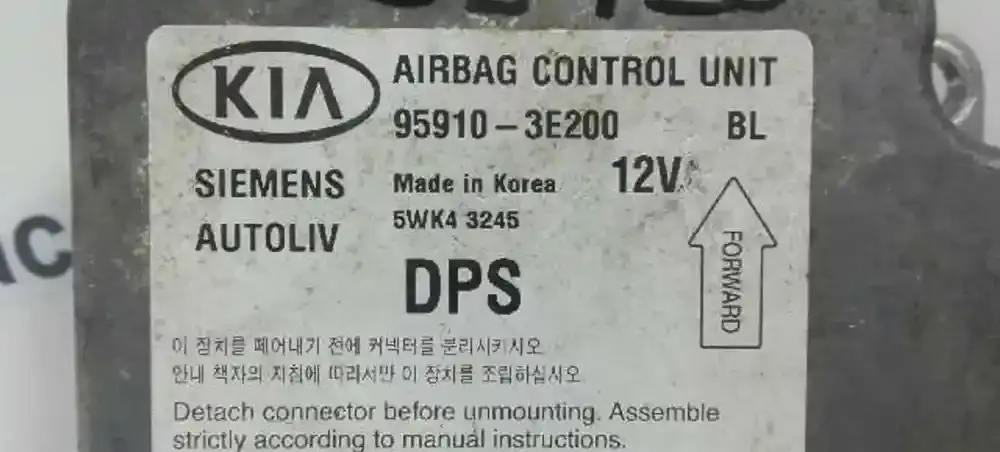 KIA
AIRBAG CONTROL UNIT
95910-3E200 BL
SIEMENS
AUTOLIV
Made in Korea
12V
5WK4 3245
DPS
FORWARD
이 장치를 폐어내기 전에 커넥터를 분리시키시오
안내 책자의 지침에 따라서만 이 장치를 조립하십시오
Detach connector before unmounting. Assemble
strictly according to manual instructions.